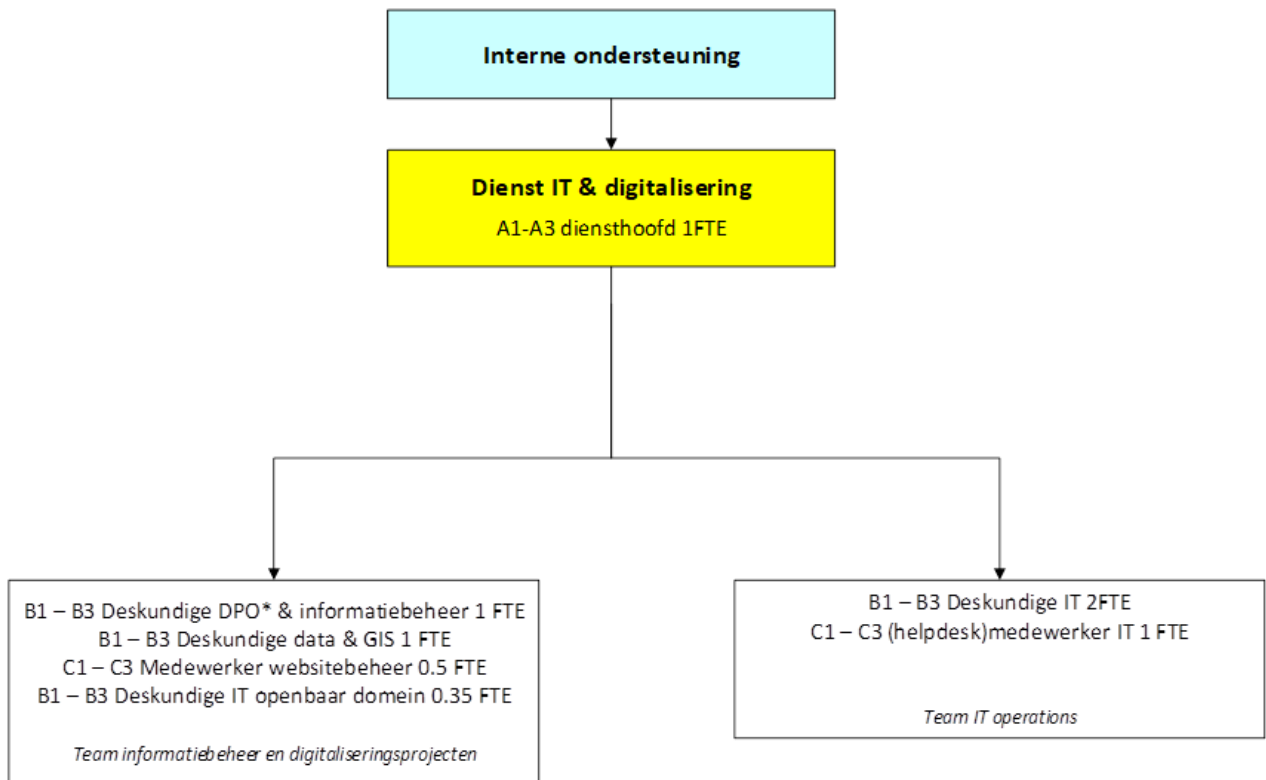 Interne ondersteuning
Dienst IT & digitalisering
A1-A3 diensthoofd 1FTE
B1 – B3 Deskundige DPO* & informatiebeheer 1 FTE
B1 – B3 Deskundige data & GIS 1 FTE
C1 – C3 Medewerker websitebeheer 0.5 FTE
B1 – B3 Deskundige IT openbaar domein 0.35 FTE
Team informatiebeheer en digitaliseringsprojecten
B1 – B3 Deskundige IT 2FTE
C1 – C3 (helpdesk)medewerker IT 1 FTE
Team IT operations